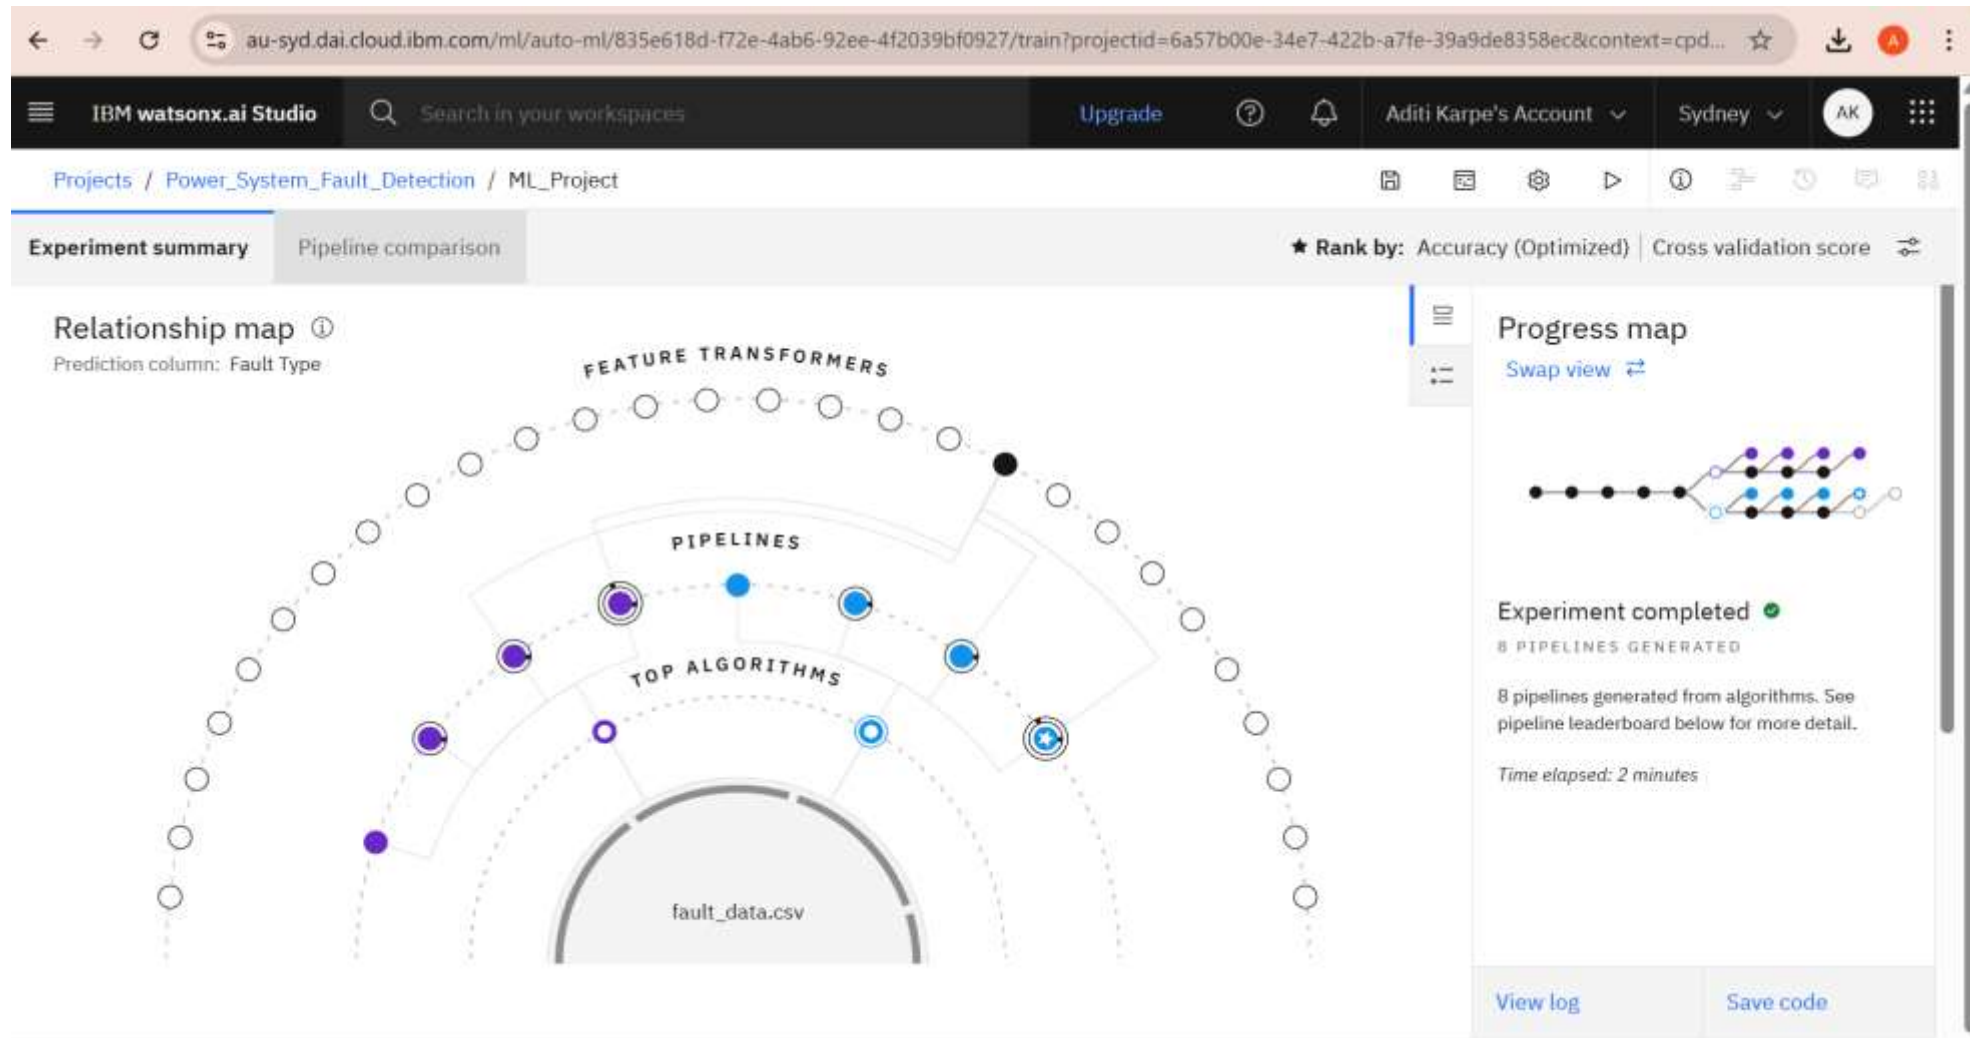 au-syd.dai.cloud.ibm.com/ml/auto-ml/835e618d-f72e-4ab6-92ee-4f2039bf0927/train?projectid=6a57b00e-34e7-422b-a7fe-39a9de8358ec&context=cpd...
A
IBM watsonx.ai Studio
Search in your workspaces
Upgrade
Aditi Karpe's Account
Sydney
AK
Projects / Power_System_Fault_Detection / ML_Project
Experiment summary
Pipeline comparison
★ Rank by: Accuracy (Optimized) | Cross validation score
Relationship map
Prediction column: Fault Type
FEATURE TRANSFORMERS
PIPELINES
TOP ALGORITHMS
fault_data.csv
Progress map
Swap view
Experiment completed
8 PIPELINES GENERATED
8 pipelines generated from algorithms. See
pipeline leaderboard below for more detail.
Time elapsed: 2 minutes
View log
Save code